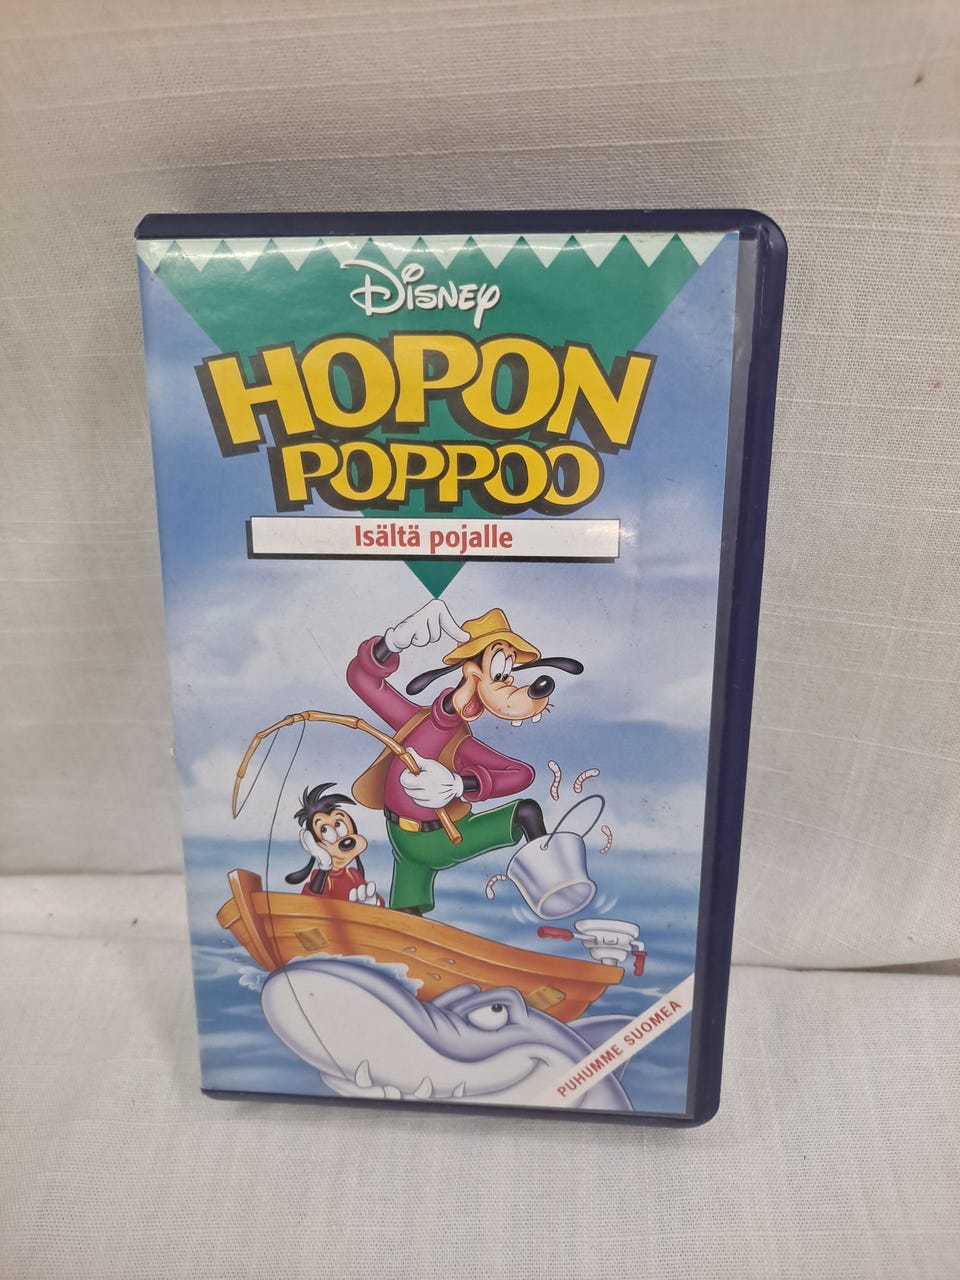 Disney
HOPON
POPPOO
Isältä pojalle
PUHUMME SUOMEA